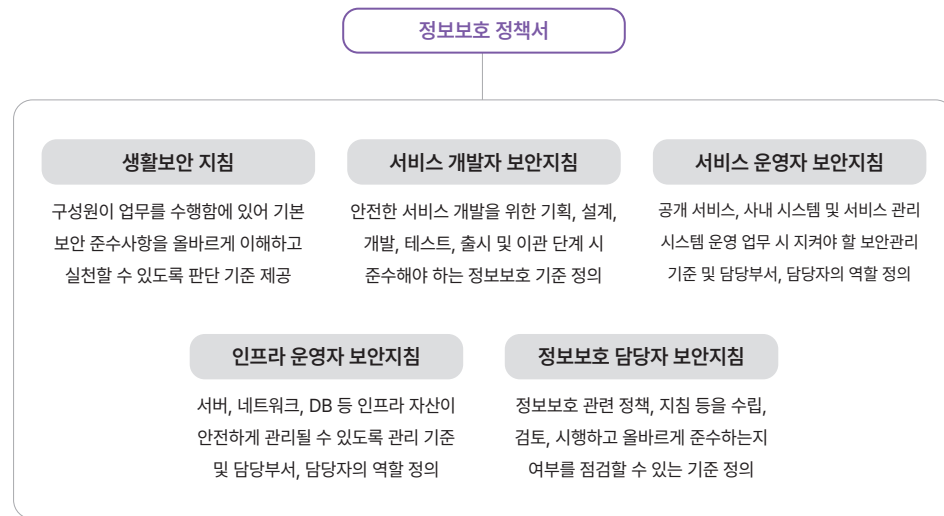 정보보호 정책서
생활보안 지침
구성원이 업무를 수행함에 있어 기본
보안 준수사항을 올바르게 이해하고
실천할 수 있도록 판단 기준 제공
서비스 개발자 보안지침
안전한 서비스 개발을 위한 기획, 설계,
개발, 테스트, 출시 및 이관 단계 시
준수해야 하는 정보보호 기준 정의
서비스 운영자 보안지침
공개 서비스, 사내 시스템 및 서비스 관리
시스템 운영 업무 시 지켜야 할 보안관리
기준 및 담당부서, 담당자의 역할 정의
인프라 운영자 보안지침
서버, 네트워크, DB 등 인프라 자산이
안전하게 관리될 수 있도록 관리 기준
및 담당부서, 담당자의 역할 정의
정보보호 담당자 보안지침
정보보호 관련 정책, 지침 등을 수립,
검토, 시행하고 올바르게 준수하는지
여부를 점검할 수 있는 기준 정의